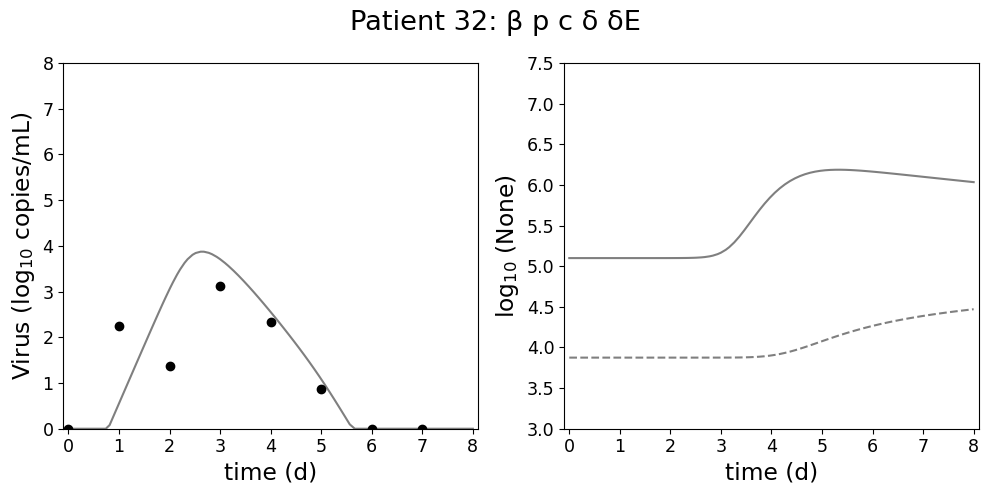 Patient 32: β p c δ δE
Virus (log10 copies/mL)
8
7
6
5
4
3
2
1
0
0 1 2 3 4 5 6 7 8
time (d)
log10 (None)
7.5
7.0
6.5
6.0
5.5
5.0
4.5
4.0
3.5
3.0
0 1 2 3 4 5 6 7 8
time (d)